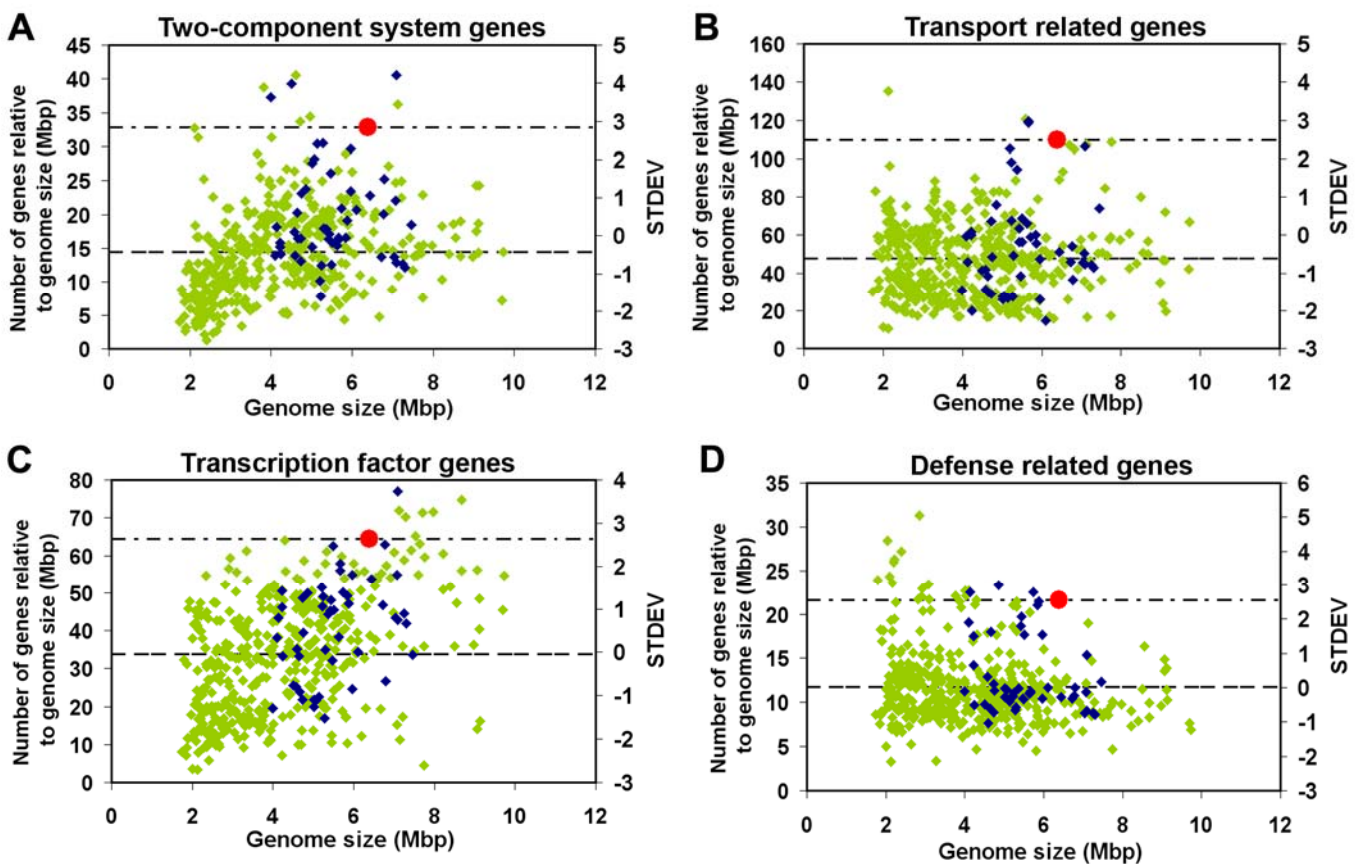 A
Two-component system genes
Number of genes relative
to genome size (Mbp)
45
40
35
30
25
20
15
10
5
0
5
4
3
2
1
0
-1
-2
-3
STDEV
0 2 4 6 8 10 12
Genome size (Mbp)
B
Transport related genes
Number of genes relative
to genome size (Mbp)
160
140
120
100
80
60
40
20
0
5
4
3
2
1
0
-1
-2
-3
STDEV
0 2 4 6 8 10 12
Genome size (Mbp)
C
Transcription factor genes
Number of genes relative
to genome size (Mbp)
80
70
60
50
40
30
20
10
0
4
3
2
1
0
-1
-2
-3
STDEV
0 2 4 6 8 10 12
Genome size (Mbp)
D
Defense related genes
Number of genes relative
to genome size (Mbp)
35
30
25
20
15
10
5
0
6
5
4
3
2
1
0
-1
-2
-3
STDEV
0 2 4 6 8 10 12
Genome size (Mbp)